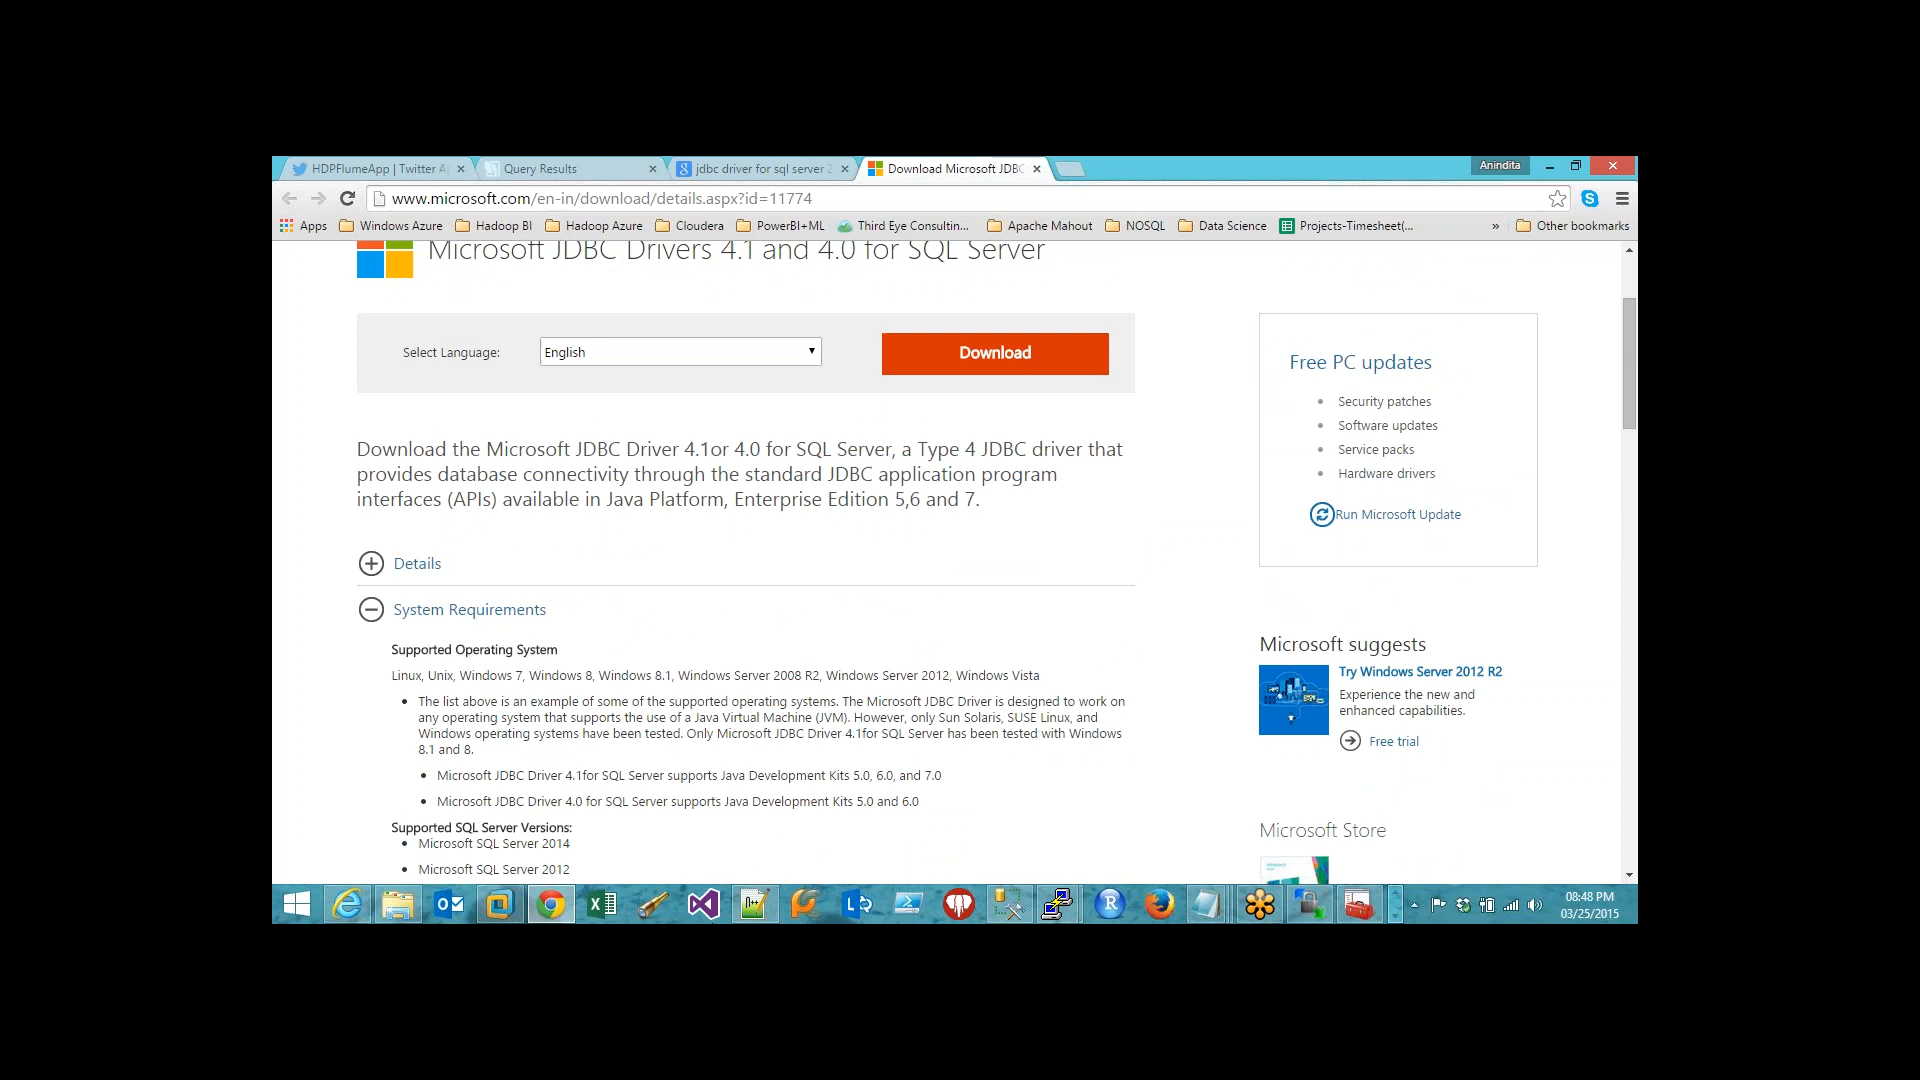 HDPFlumeApp | Twitter A
Query Results
jdbc driver for sql server 2
Download Microsoft JDBC
Anindita
www.microsoft.com/en-in/download/details.aspx?id=11774
Apps
Windows Azure
Hadoop BI
Hadoop Azure
Cloudera
PowerBI+ML
Third Eye Consultin...
Apache Mahout
NOSQL
Data Science
Projects-Timesheet(...
»
Other bookmarks
Microsoft JDBC Drivers 4.1 and 4.0 for SQL Server
Select Language:
English
Download
Download the Microsoft JDBC Driver 4.1or 4.0 for SQL Server, a Type 4 JDBC driver that
provides database connectivity through the standard JDBC application program
interfaces (APIs) available in Java Platform, Enterprise Edition 5,6 and 7.
Details
System Requirements
Supported Operating System
Linux, Unix, Windows 7, Windows 8, Windows 8.1, Windows Server 2008 R2, Windows Server 2012, Windows Vista
The list above is an example of some of the supported operating systems. The Microsoft JDBC Driver is designed to work on
any operating system that supports the use of a Java Virtual Machine (JVM). However, only Sun Solaris, SUSE Linux, and
Windows operating systems have been tested. Only Microsoft JDBC Driver 4.1for SQL Server has been tested with Windows
8.1 and 8.
Microsoft JDBC Driver 4.1for SQL Server supports Java Development Kits 5.0, 6.0, and 7.0
Microsoft JDBC Driver 4.0 for SQL Server supports Java Development Kits 5.0 and 6.0
Supported SQL Server Versions:
Microsoft SQL Server 2014
Microsoft SQL Server 2012
Free PC updates
Security patches
Software updates
Service packs
Hardware drivers
Run Microsoft Update
Microsoft suggests
Try Windows Server 2012 R2
Experience the new and
enhanced capabilities.
Free trial
Microsoft Store
08:48 PM
03/25/2015